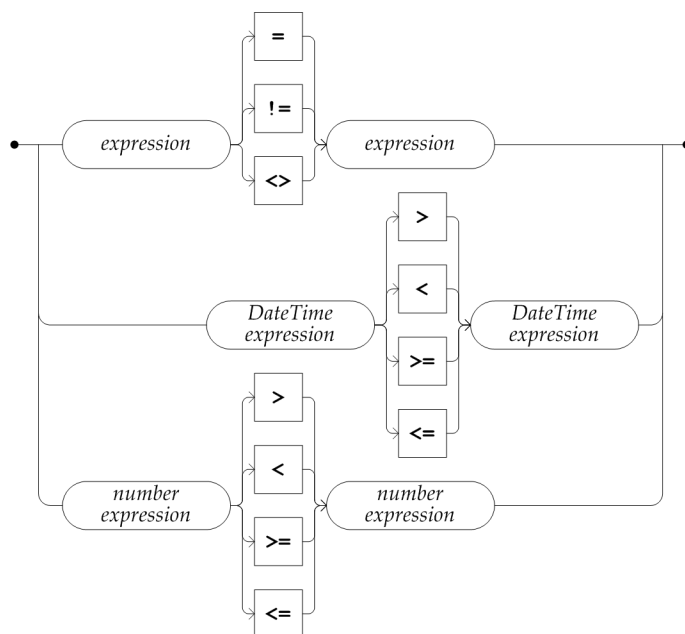 =
!=
<>
expression
expression
>
<
>=
<=
DateTime
expression
DateTime
expression
>
<
>=
<=
number
expression
number
expression